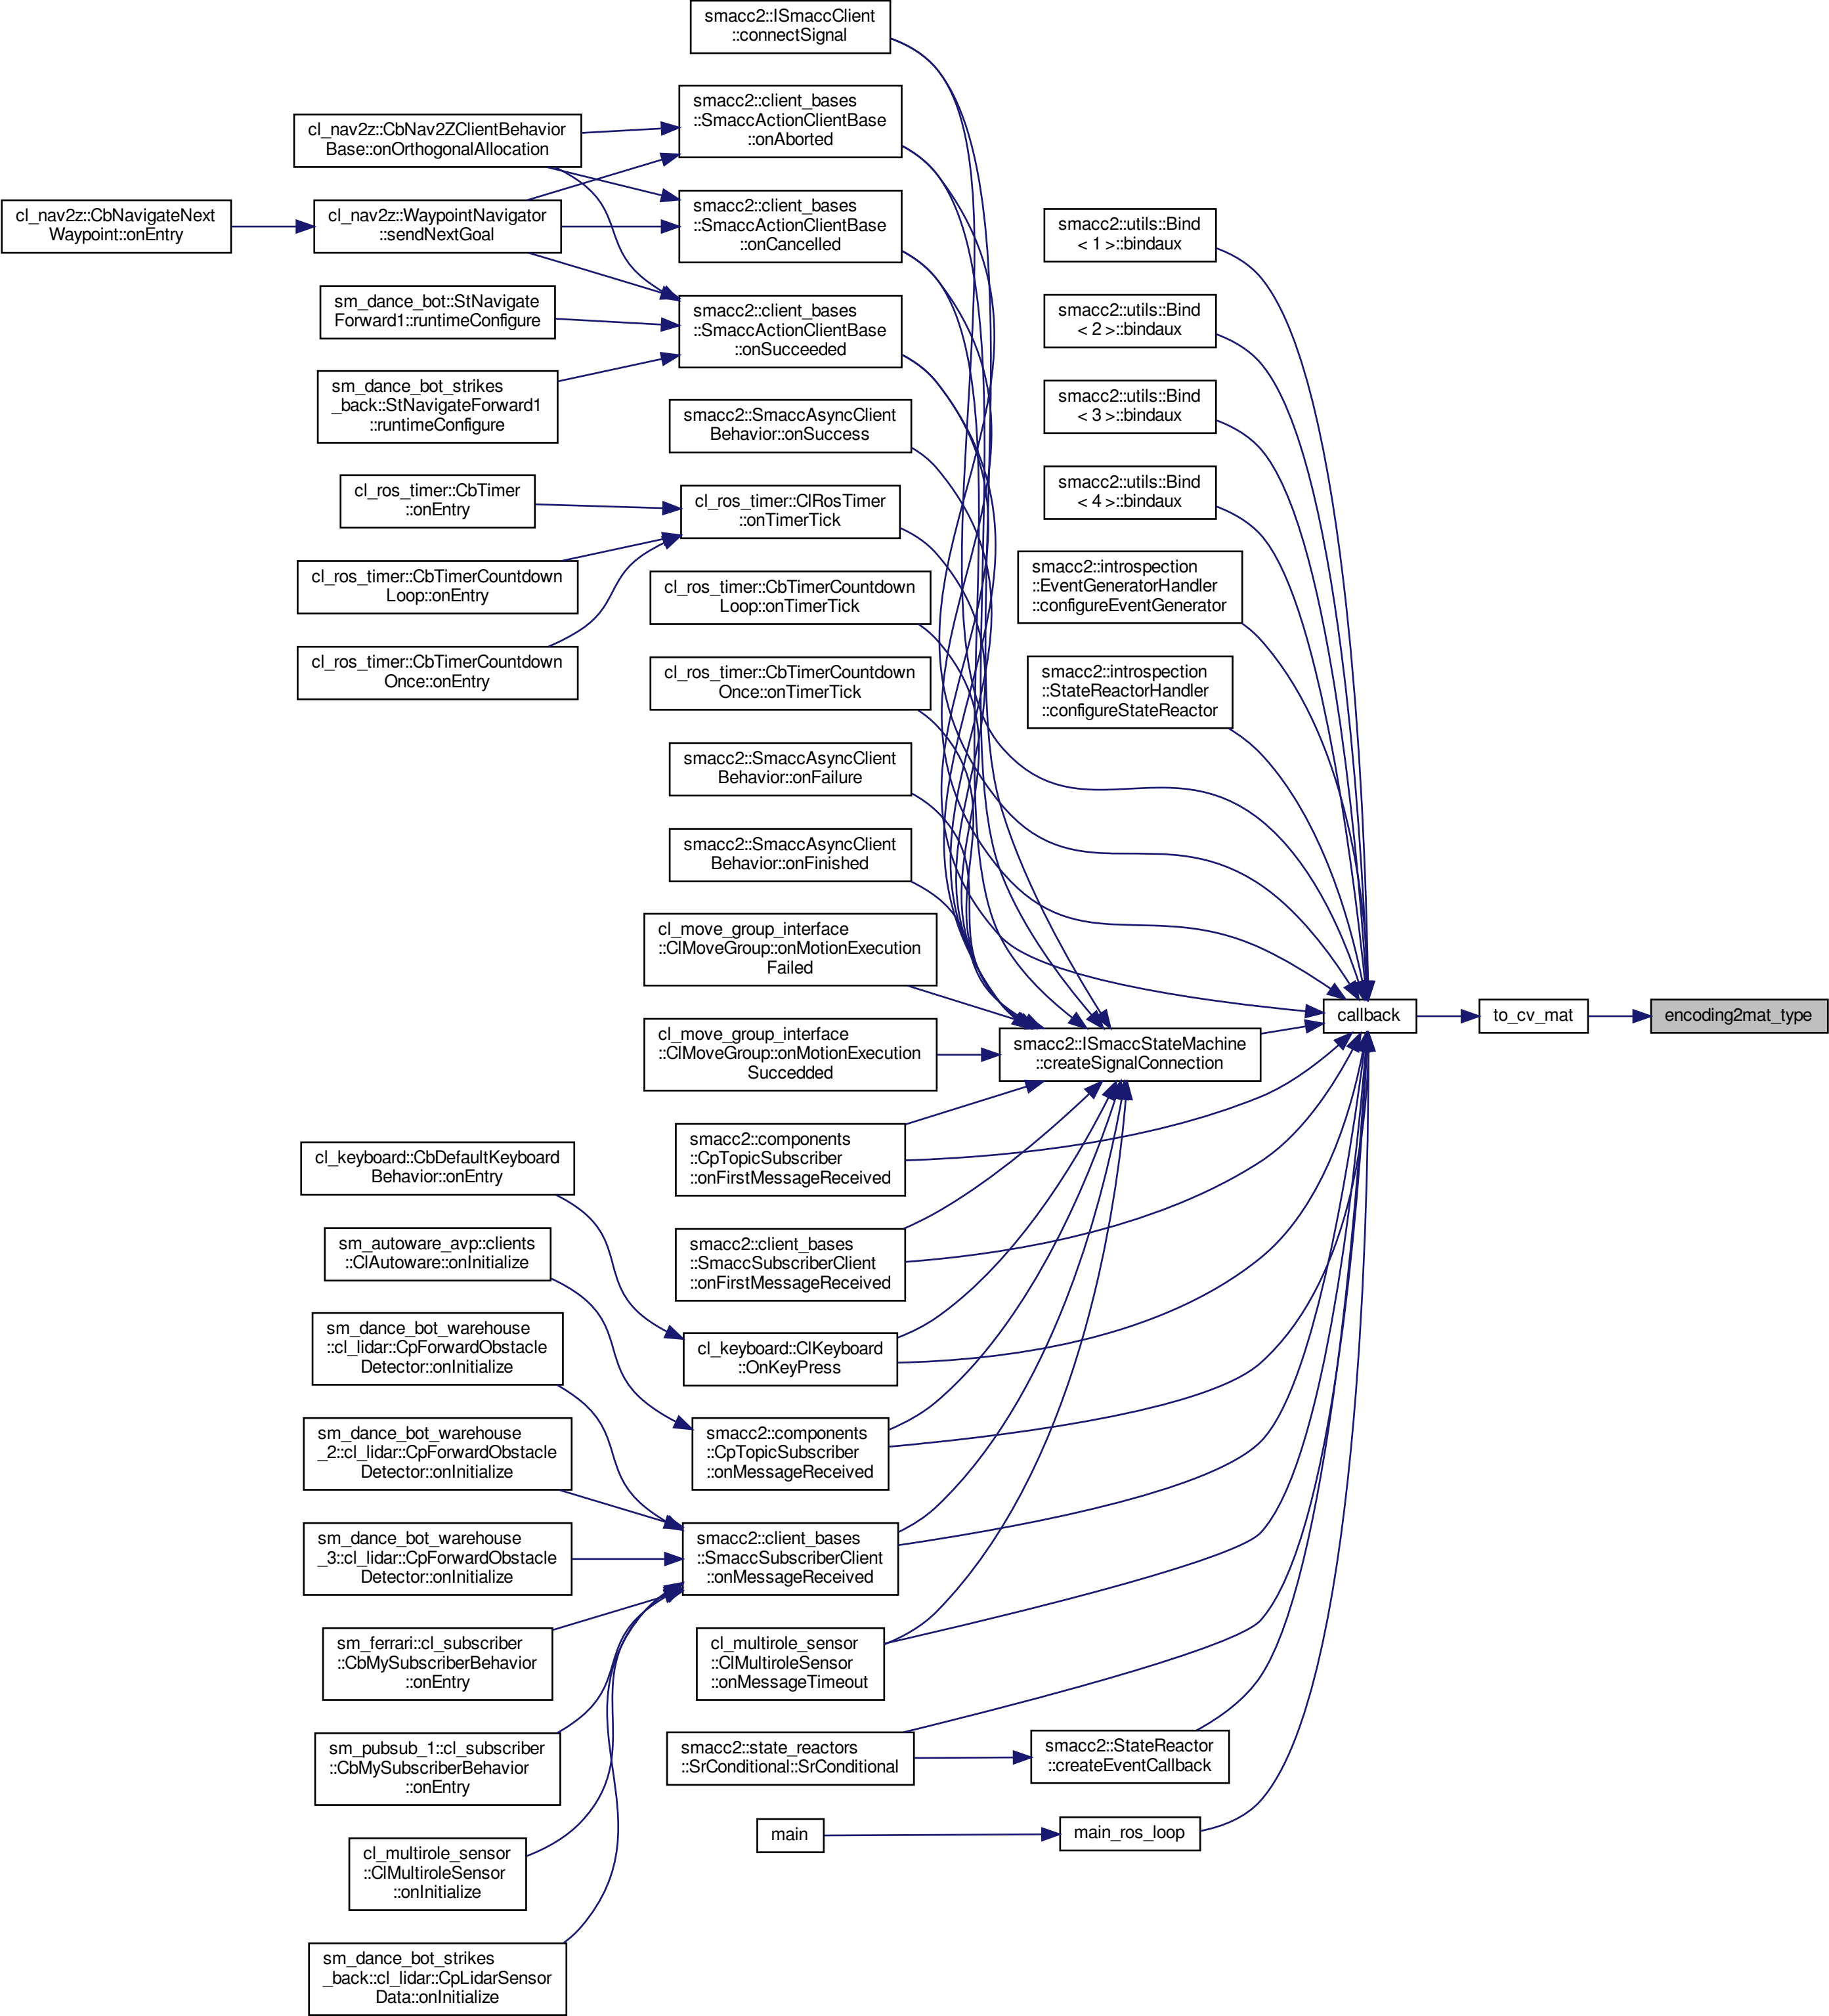 smacc2::ISmaccClient
::connectSignal
smacc2::client_bases
::SmaccActionClientBase
::onAborted
cl_nav2z::CbNav2ZClientBehavior
Base::onOrthogonalAllocation
cl_nav2z::CbNavigateNext
Waypoint::onEntry
cl_nav2z::WaypointNavigator
::sendNextGoal
smacc2::client_bases
::SmaccActionClientBase
::onCancelled
sm_dance_bot::StNavigate
Forward1::runtimeConfigure
smacc2::client_bases
::SmaccActionClientBase
::onSucceeded
sm_dance_bot_strikes
_back::StNavigateForward1
::runtimeConfigure
smacc2::SmaccAsyncClient
Behavior::onSuccess
cl_ros_timer::CbTimer
::onEntry
cl_ros_timer::ClRosTimer
::onTimerTick
cl_ros_timer::CbTimerCountdown
Loop::onEntry
cl_ros_timer::CbTimerCountdown
Loop::onTimerTick
cl_ros_timer::CbTimerCountdown
Once::onEntry
cl_ros_timer::CbTimerCountdown
Once::onTimerTick
smacc2::SmaccAsyncClient
Behavior::onFailure
smacc2::SmaccAsyncClient
Behavior::onFinished
cl_move_group_interface
::ClMoveGroup::onMotionExecution
Failed
cl_move_group_interface
::ClMoveGroup::onMotionExecution
Succedded
smacc2::utils::Bind
< 1 >::bindaux
smacc2::utils::Bind
< 2 >::bindaux
smacc2::utils::Bind
< 3 >::bindaux
smacc2::utils::Bind
< 4 >::bindaux
smacc2::introspection
::EventGeneratorHandler
::configureEventGenerator
smacc2::introspection
::StateReactorHandler
::configureStateReactor
smacc2::ISmaccStateMachine
::createSignalConnection
callback
to_cv_mat
encoding2mat_type
smacc2::components
::CpTopicSubscriber
::onFirstMessageReceived
cl_keyboard::CbDefaultKeyboard
Behavior::onEntry
smacc2::client_bases
::SmaccSubscriberClient
::onFirstMessageReceived
sm_autoware_avp::clients
::ClAutoware::onInitialize
cl_keyboard::ClKeyboard
::OnKeyPress
sm_dance_bot_warehouse
::cl_lidar::CpForwardObstacle
Detector::onInitialize
smacc2::components
::CpTopicSubscriber
::onMessageReceived
sm_dance_bot_warehouse
_2::cl_lidar::CpForwardObstacle
Detector::onInitialize
smacc2::client_bases
::SmaccSubscriberClient
::onMessageReceived
sm_dance_bot_warehouse
_3::cl_lidar::CpForwardObstacle
Detector::onInitialize
sm_ferrari::cl_subscriber
::CbMySubscriberBehavior
::onEntry
cl_multirole_sensor
::ClMultiroleSensor
::onMessageTimeout
sm_pubsub_1::cl_subscriber
::CbMySubscriberBehavior
::onEntry
smacc2::state_reactors
::SrConditional::SrConditional
smacc2::StateReactor
::createEventCallback
main
main_ros_loop
cl_multirole_sensor
::ClMultiroleSensor
::onInitialize
sm_dance_bot_strikes
_back::cl_lidar::CpLidarSensor
Data::onInitialize